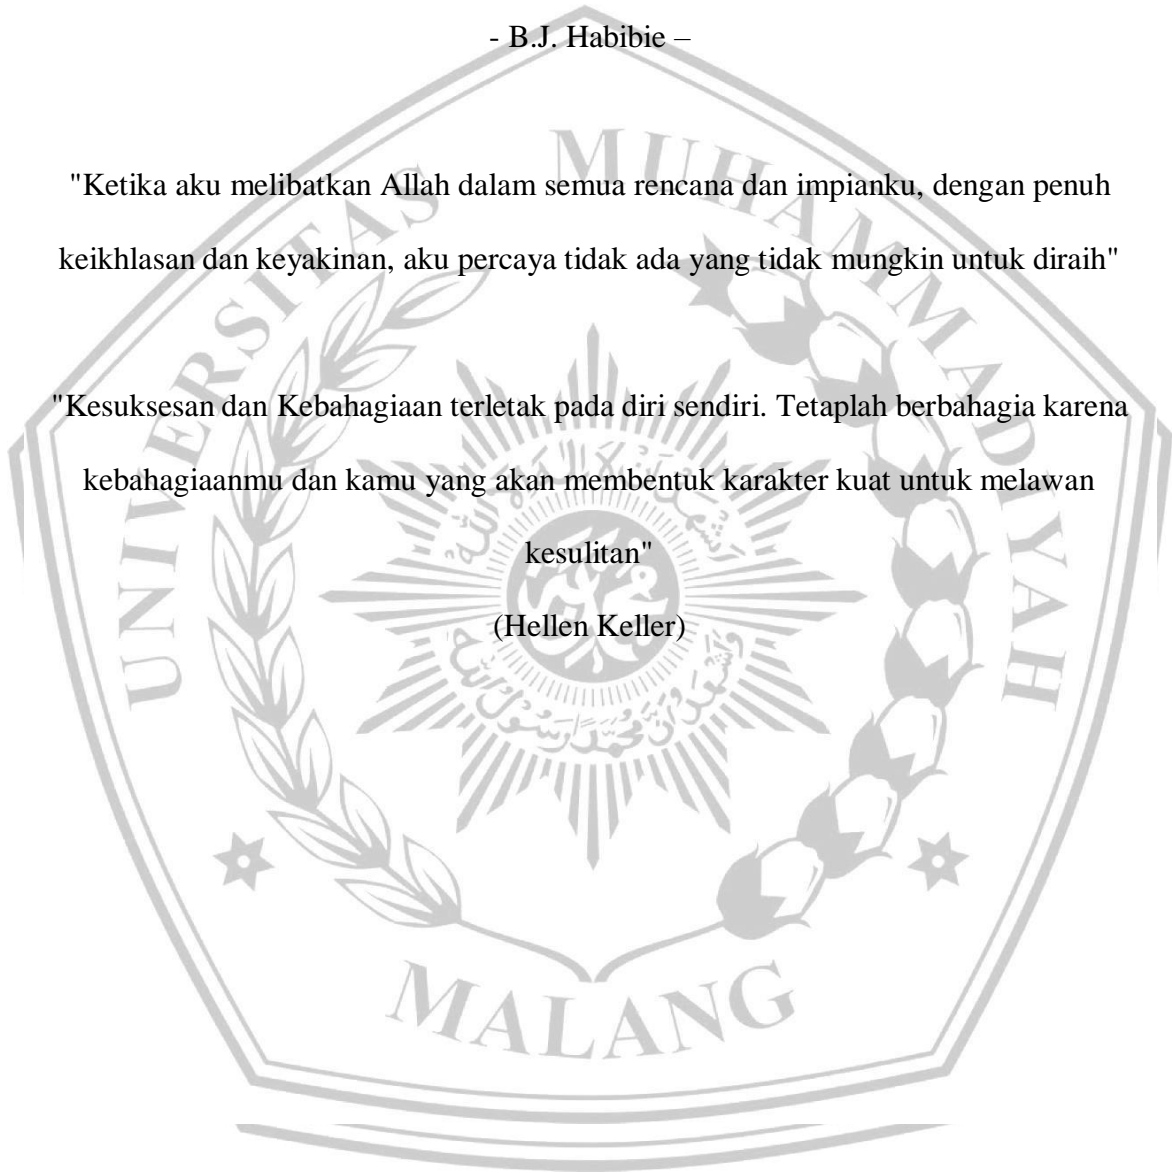 - B.J. Habibie –
"Ketika aku melibatkan Allah dalam semua rencana dan impianku, dengan penuh
keikhlasan dan keyakinan, aku percaya tidak ada yang tidak mungkin untuk diraih"
"Kesuksesan dan Kebahagiaan terletak pada diri sendiri. Tetaplah berbahagia karena
kebahagiaanmu dan kamu yang akan membentuk karakter kuat untuk melawan
kesulitan"
(Hellen Keller)
UNIVERSITAS MUHAMMADIYAH
MALANG